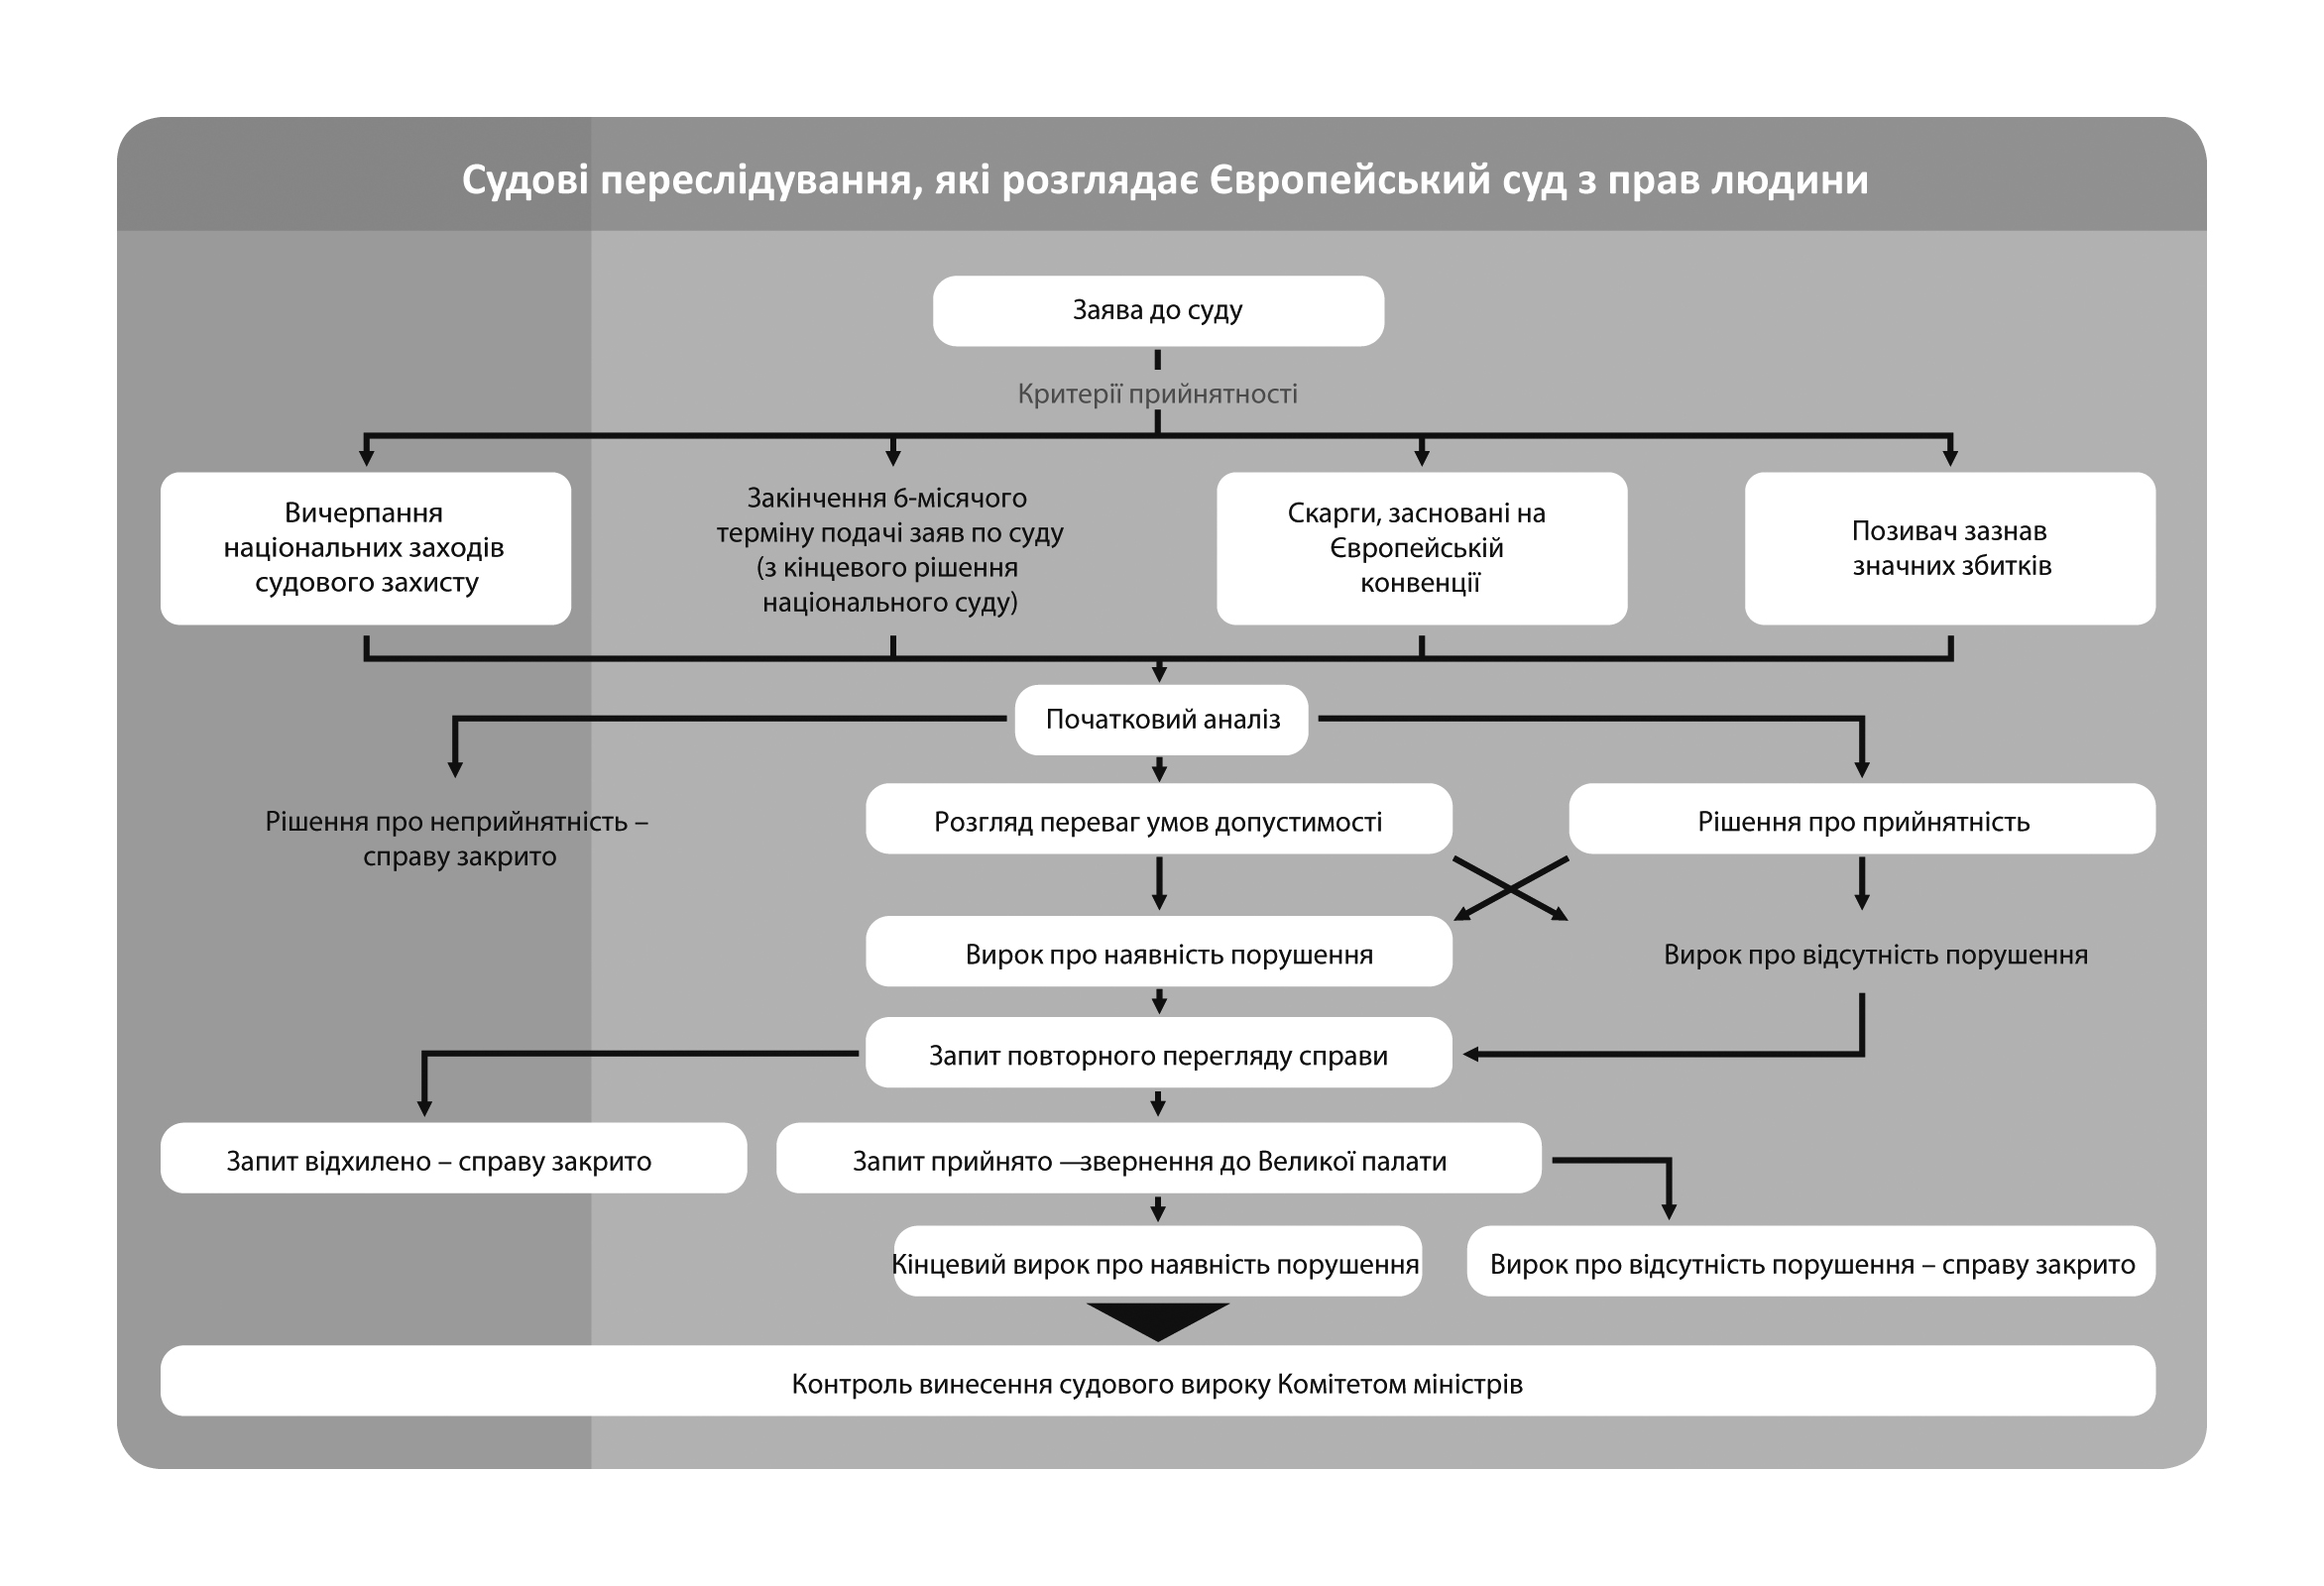 Судові переслідування, які розглядає Європейський суд з прав людини
Заява до суду
Критерії прийнятності
Вичерпання
національних заходів
судового захисту
Закінчення 6-місячого
терміну подачі заяв по суду
(з кінцевого рішення
національного суду)
Скарги, засновані на
Європейській
конвенції
Позивач зазнав
значних збитків
Початковий аналіз
Рішення про неприйнятність –
справу закрито
Розгляд переваг умов допустимості
Рішення про прийнятність
Вирок про наявність порушення
Вирок про відсутність порушення
Запит повторного перегляду справи
Запит відхилено – справу закрито
Запит прийнято —звернення до Великої палати
Кінцевий вирок про наявність порушення
Вирок про відсутність порушення – справу закрито
Контроль винесення судового вироку Комітетом міністрів